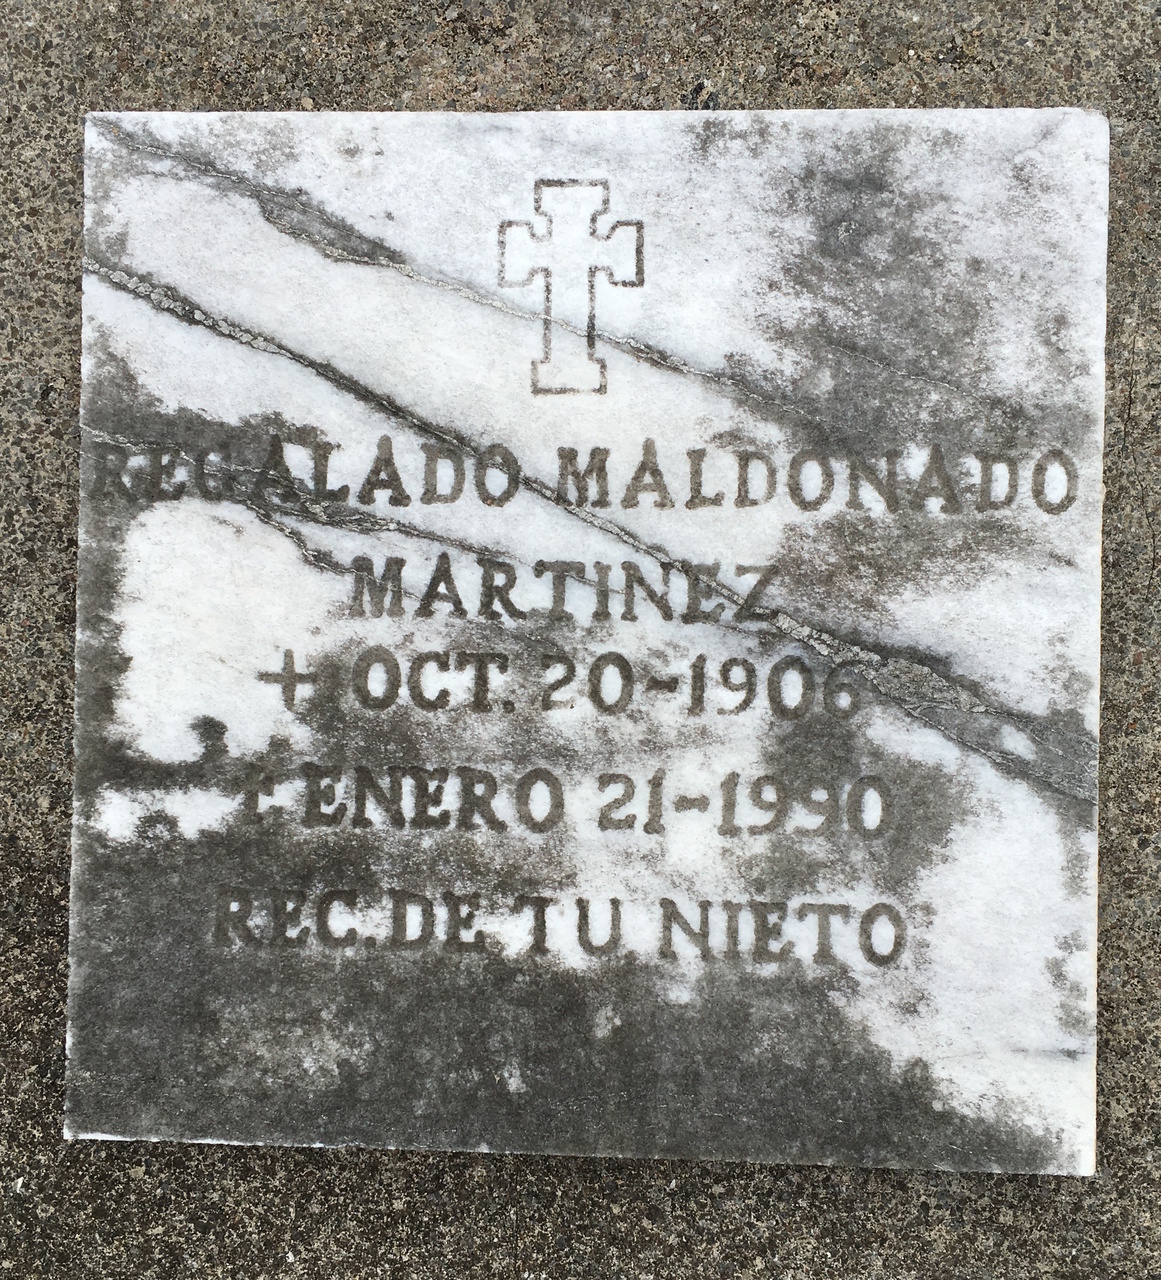 REGALADO MALDONADO
MARTINEZ
+ OCT. 20-1906
† ENERO 21-1990
REC. DE TU NIETO